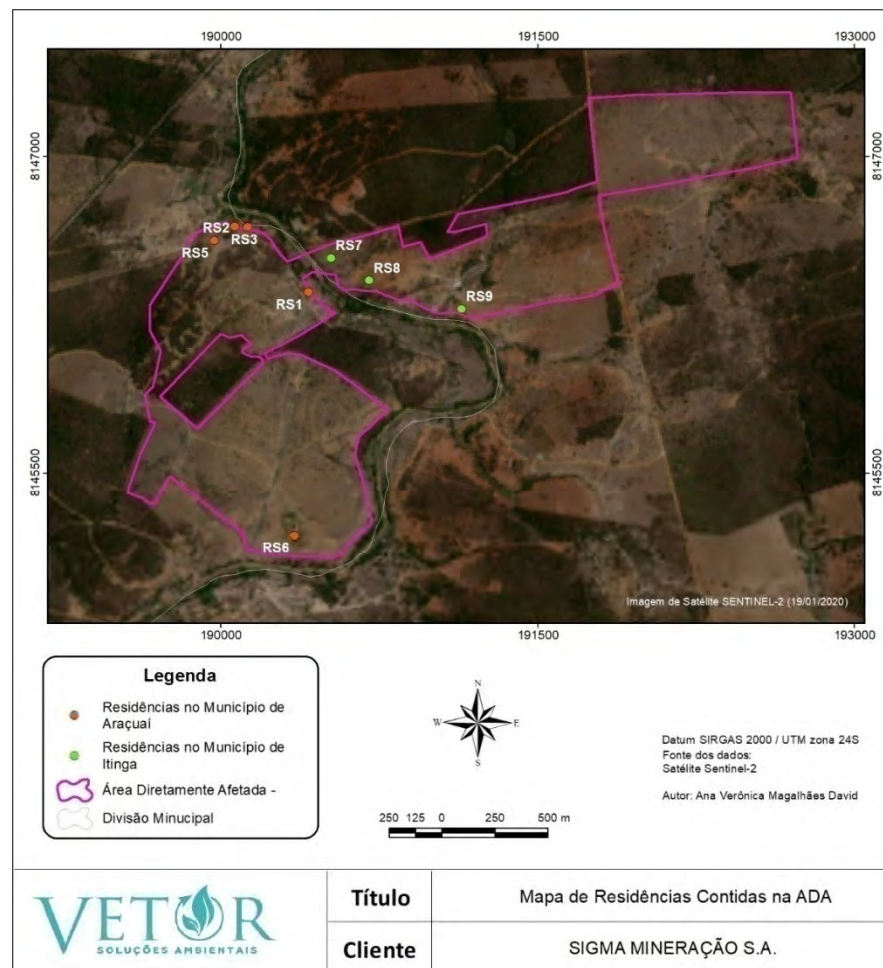 190000 191500 193000
8147000 8147000
RS2
RS3
RS5
RS7
RS8
RS1
RS9
8145500 8145500
RS6
Imagem de Satélite SENTINEL-2 (19/01/2020)
190000 191500 193000
Legenda
Residências no Município de
Araçuaí
Residências no Município de
Itinga
Área Diretamente Afetada -
Divisão Minucipal
N
W E
S
250 125 0 250 500 m
Datum SIRGAS 2000 / UTM zona 24S
Fonte dos dados:
Satélite Sentinel-2
Autor: Ana Verônica Magalhães David
VETOR
SOLUÇÕES AMBIENTAIS
Título Mapa de Residências Contidas na ADA
Cliente SIGMA MINERAÇÃO S.A.